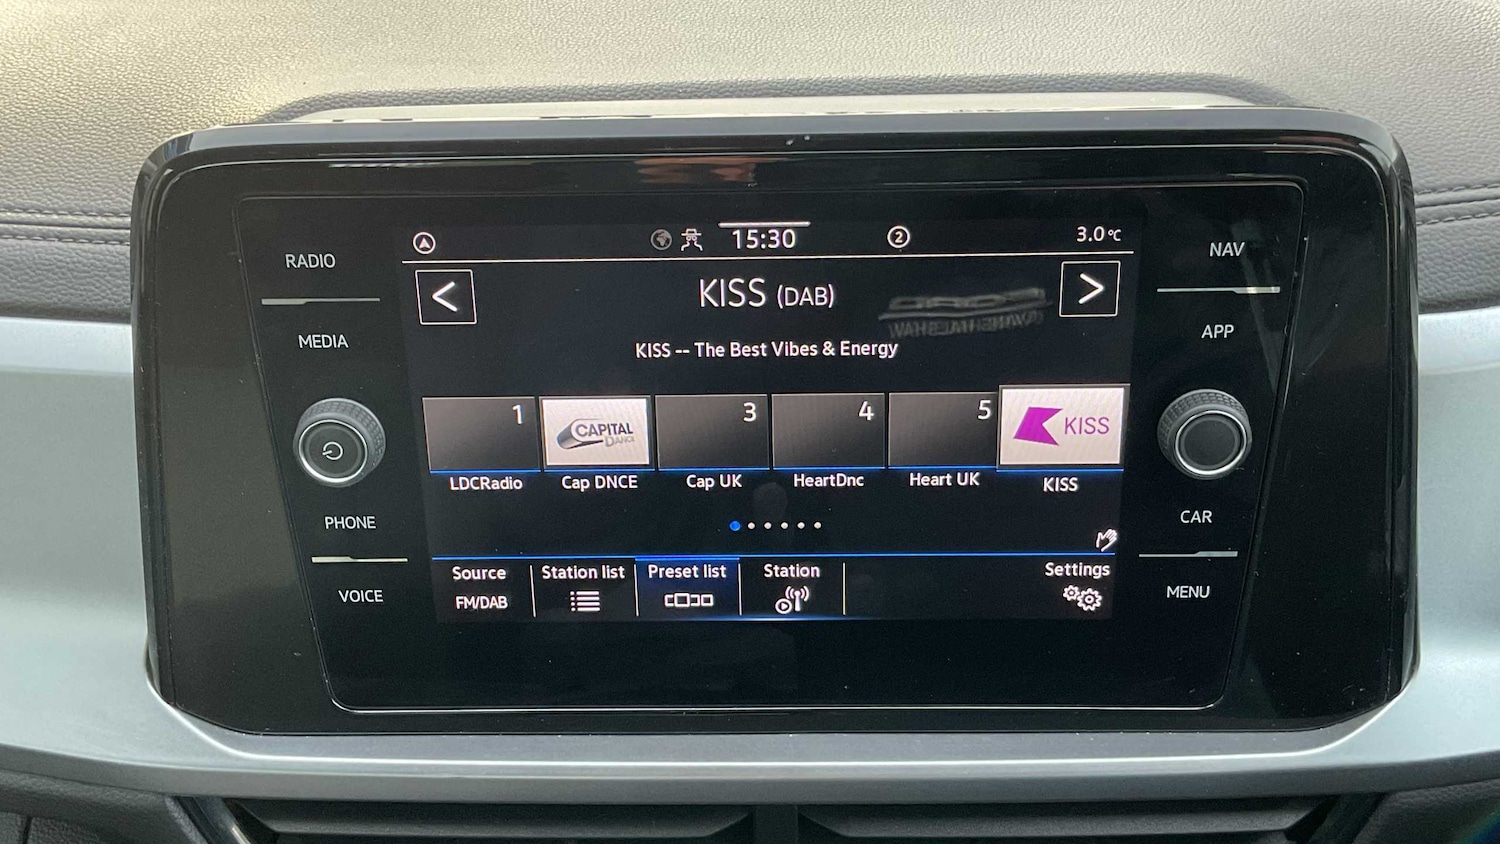 RADIO
MEDIA
PHONE
VOICE
15:30
2
3.0°C
<
KISS (DAB)
>
KISS -- The Best Vibes & Energy
1
CAPITAL
DANCE
3
4
5
KISS
LDCRadio
Cap DNCE
Cap UK
HeartDnc
Heart UK
KISS
Source
FM/DAB
Station list
Preset list
Station
Settings
NAV
APP
CAR
MENU